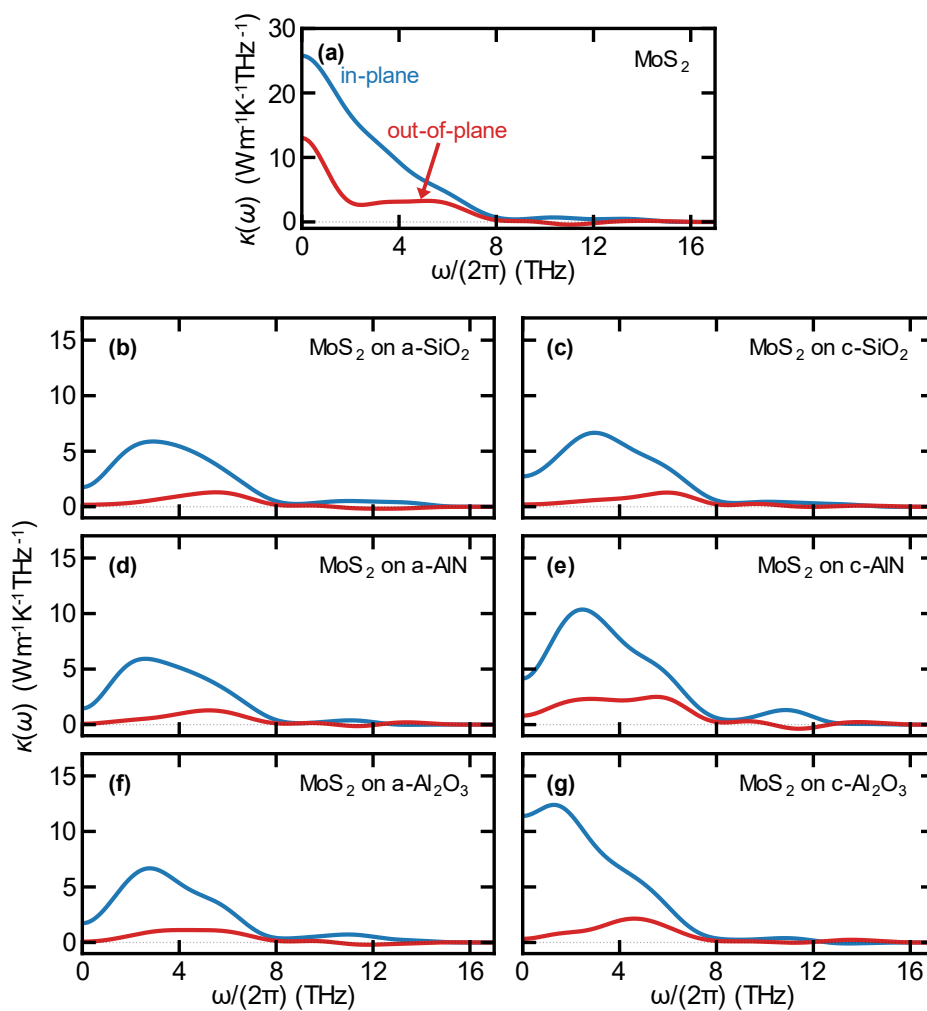 (a) MoS₂
in-plane
out-of-plane
κ(ω) (Wm⁻¹K⁻¹THz⁻¹)
30
20
10
0
0 4 8 12 16
ω/(2π) (THz)
(b) MoS₂ on a-SiO₂
(c) MoS₂ on c-SiO₂
15
10
5
0
(d) MoS₂ on a-AlN
(e) MoS₂ on c-AlN
15
10
5
0
κ(ω) (Wm⁻¹K⁻¹THz⁻¹)
(f) MoS₂ on a-Al₂O₃
(g) MoS₂ on c-Al₂O₃
15
10
5
0
0 4 8 12 16
0 4 8 12 16
ω/(2π) (THz)
ω/(2π) (THz)